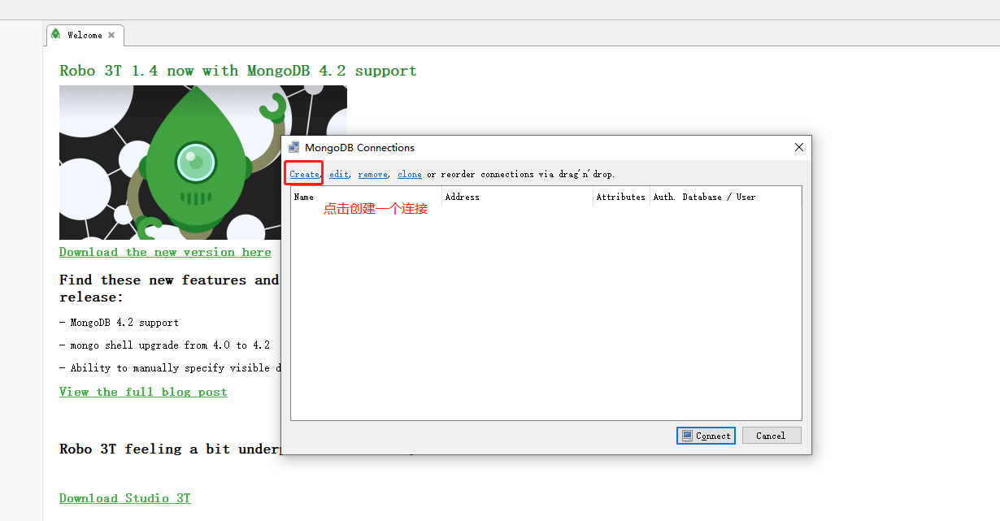 Welcome
Robo 3T 1.4 now with MongoDB 4.2 support
Download the new version here
Find these new features and
release:
- MongoDB 4.2 support
- mongo shell upgrade from 4.0 to 4.2
- Ability to manually specify visible
View the full blog post
Robo 3T feeling a bit
Download Studio 3T
MongoDB Connections
Create, edit, remove, clone or reorder connections via drag'n'drop.
Name Address Attributes Auth. Database / User
点击创建一个连接
Connect Cancel